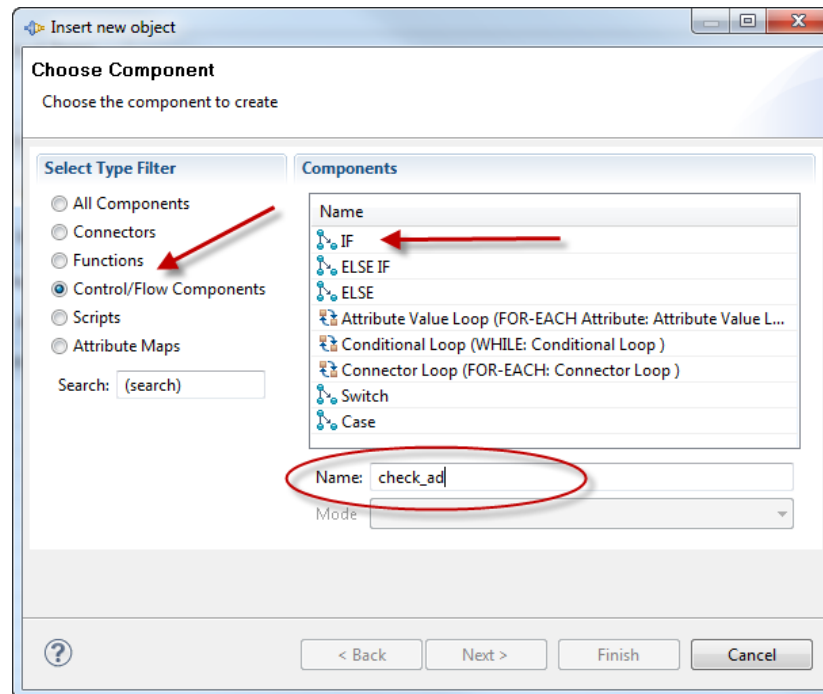 Insert new object
Choose Component
Choose the component to create
Select Type Filter
All Components
Connectors
Functions
Control/Flow Components
Scripts
Attribute Maps
Search: (search)
Components
Name
IF
ELSE IF
ELSE
Attribute Value Loop (FOR-EACH Attribute: Attribute Value L...
Conditional Loop (WHILE: Conditional Loop )
Connector Loop (FOR-EACH: Connector Loop )
Switch
Case
Name: check_ad
Mode
?
< Back Next > Finish Cancel